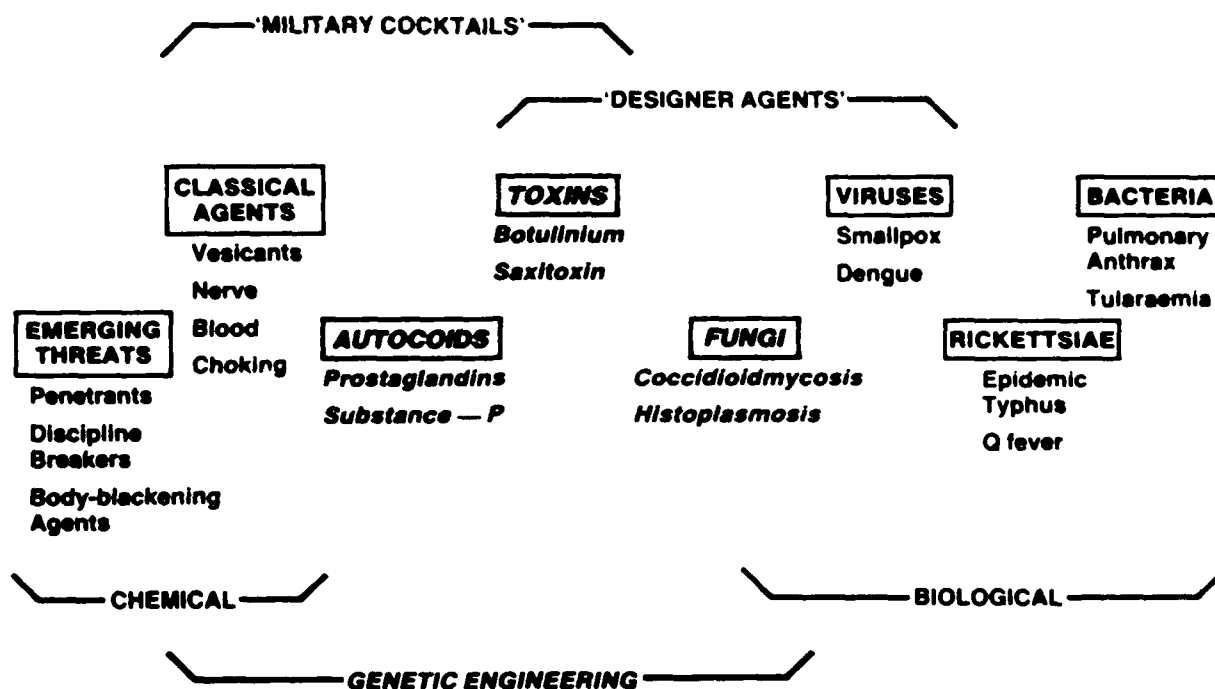 'MILITARY COCKTAILS'
'DESIGNER AGENTS'
CLASSICAL
AGENTS
Vesicants
Nerve
Blood
Choking
TOXINS
Botulinium
Saxitoxin
VIRUSES
Smallpox
Dengue
BACTERIA
Pulmonary
Anthrax
Tularaemia
EMERGING
THREATS
Penetrants
Discipline
Breakers
Body-blackening
Agents
AUTOCOIDS
Prostaglandins
Substance — P
FUNGI
Coccidioidmycosis
Histoplasmosis
RICKETTSIAE
Epidemic
Typhus
Q fever
CHEMICAL
BIOLOGICAL
GENETIC ENGINEERING